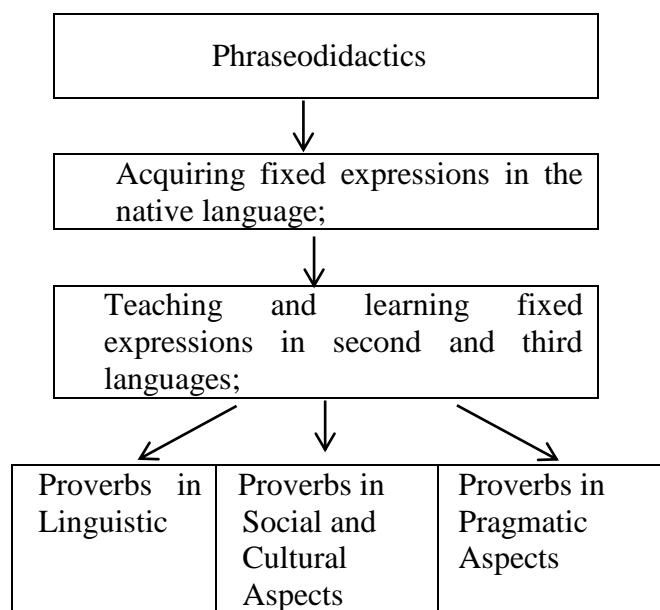 Phraseodidactics
Acquiring fixed expressions in the
native language;
Teaching and learning fixed
expressions in second and third
languages;
Proverbs in
Linguistic
Proverbs in
Social and
Cultural
Aspects
Proverbs in
Pragmatic
Aspects